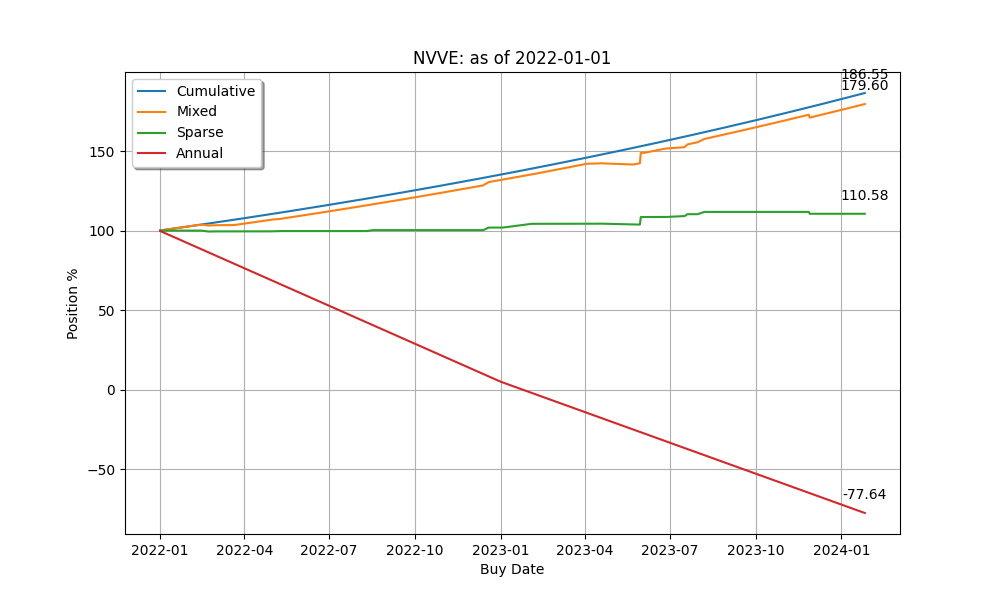 NVVE: as of 2022-01-01
Cumulative
Mixed
Sparse
Annual
186.55
179.60
110.58
-77.64
150
100
50
0
−50
Position %
2022-01 2022-04 2022-07 2022-10 2023-01 2023-04 2023-07 2023-10 2024-01
Buy Date